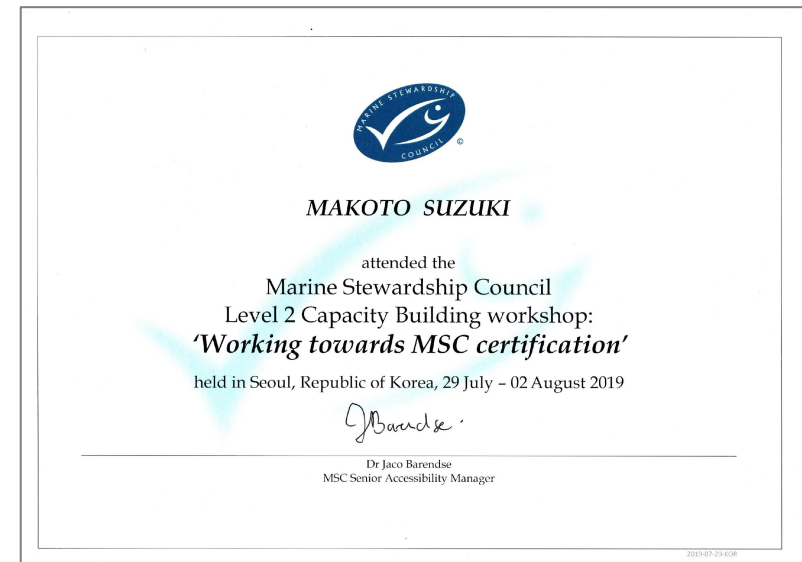 MARINE STEWARDSHIP
COUNCIL
©
MAKOTO SUZUKI
attended the
Marine Stewardship Council
Level 2 Capacity Building workshop:
‘Working towards MSC certification’
held in Seoul, Republic of Korea, 29 July – 02 August 2019
JBarendse.
Dr Jaco Barendse
MSC Senior Accessibility Manager
2019-07-29-KOR